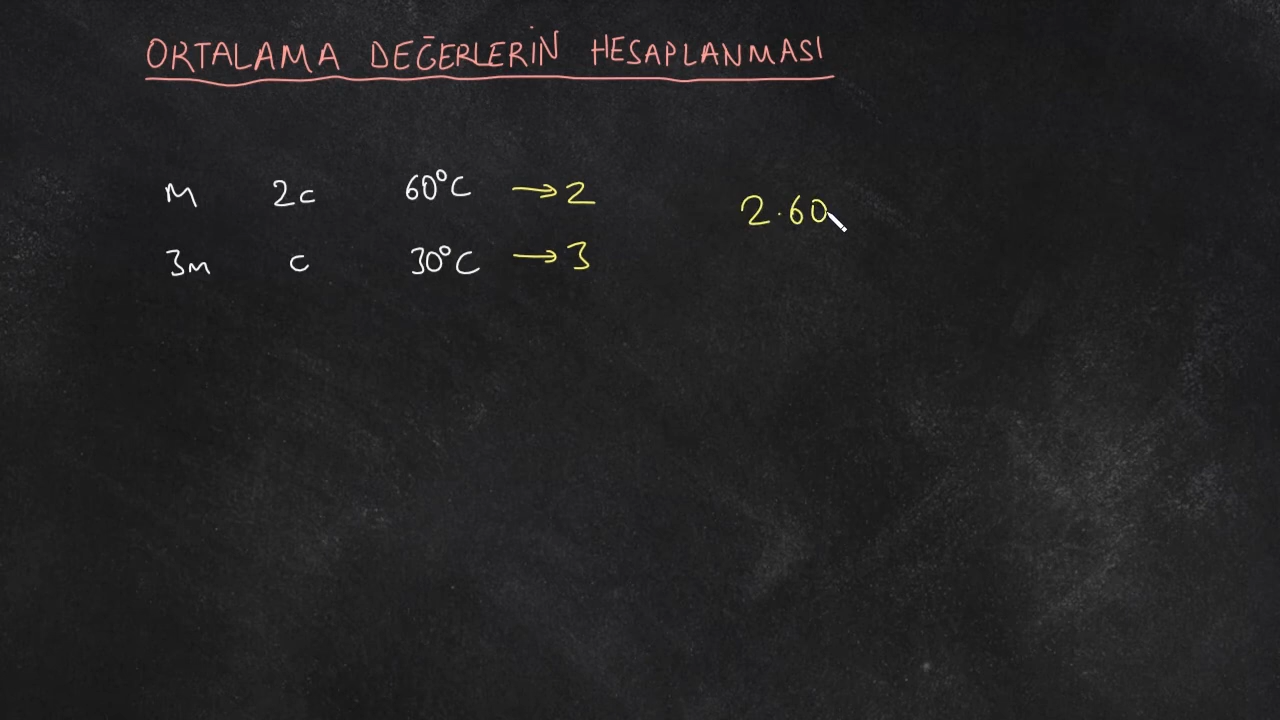 ORTALAMA DEĞERLERİN HESAPLANMASI
m 2c 60°C → 2
3m c 30°C → 3
2.60